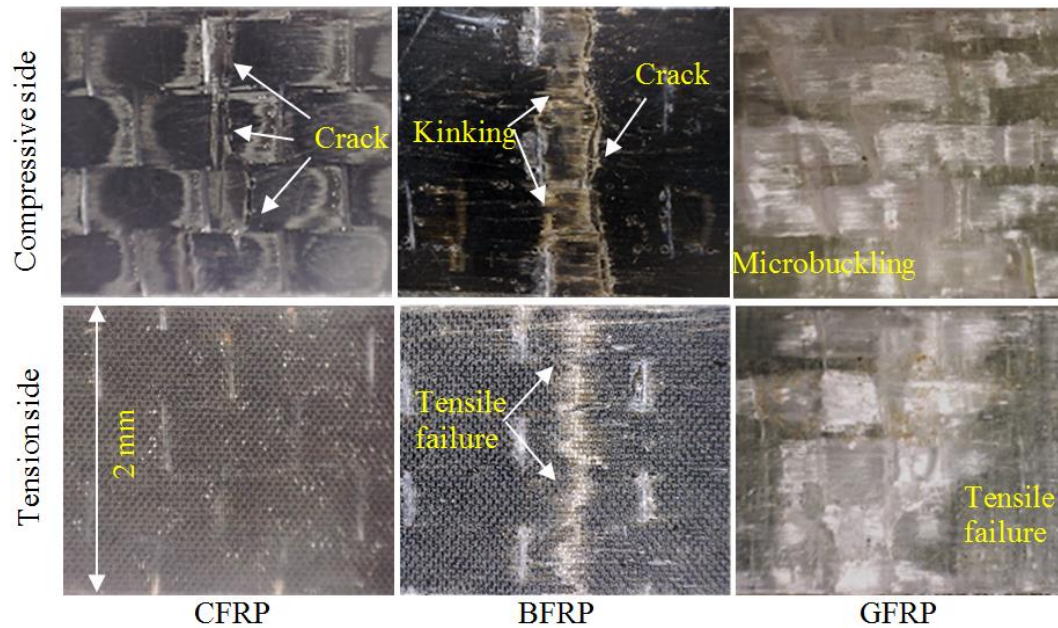 Compressive side
Crack
Kinking
Crack
Microbuckling
Tension side
2 mm
Tensile
failure
Tensile
failure
CFRP
BFRP
GFRP